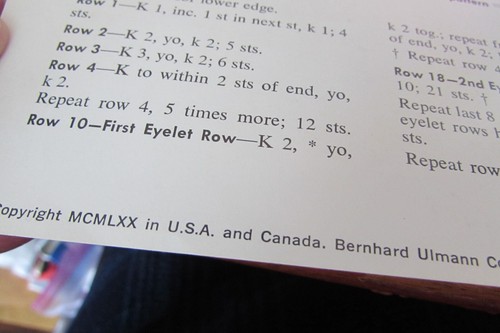 lower edge.
Row 1—K 1, inc. 1 st in next st, k 1; 4
sts.
Row 2—K 2, yo, k 2; 5 sts.
Row 3—K 3, yo, k 2; 6 sts.
Row 4—K to within 2 sts of end, yo,
k 2.
Repeat row 4, 5 times more; 12 sts.
Row 10—First Eyelet Row—K 2, * yo,
k 2 tog.; repeat
of end, yo, k 2;
† Repeat row
Row 18—2nd
10; 21 sts. †
Repeat last 8
eyelet rows
sts.
Repeat row
opyright MCMLXX in U.S.A. and Canada. Bernhard Ulmann